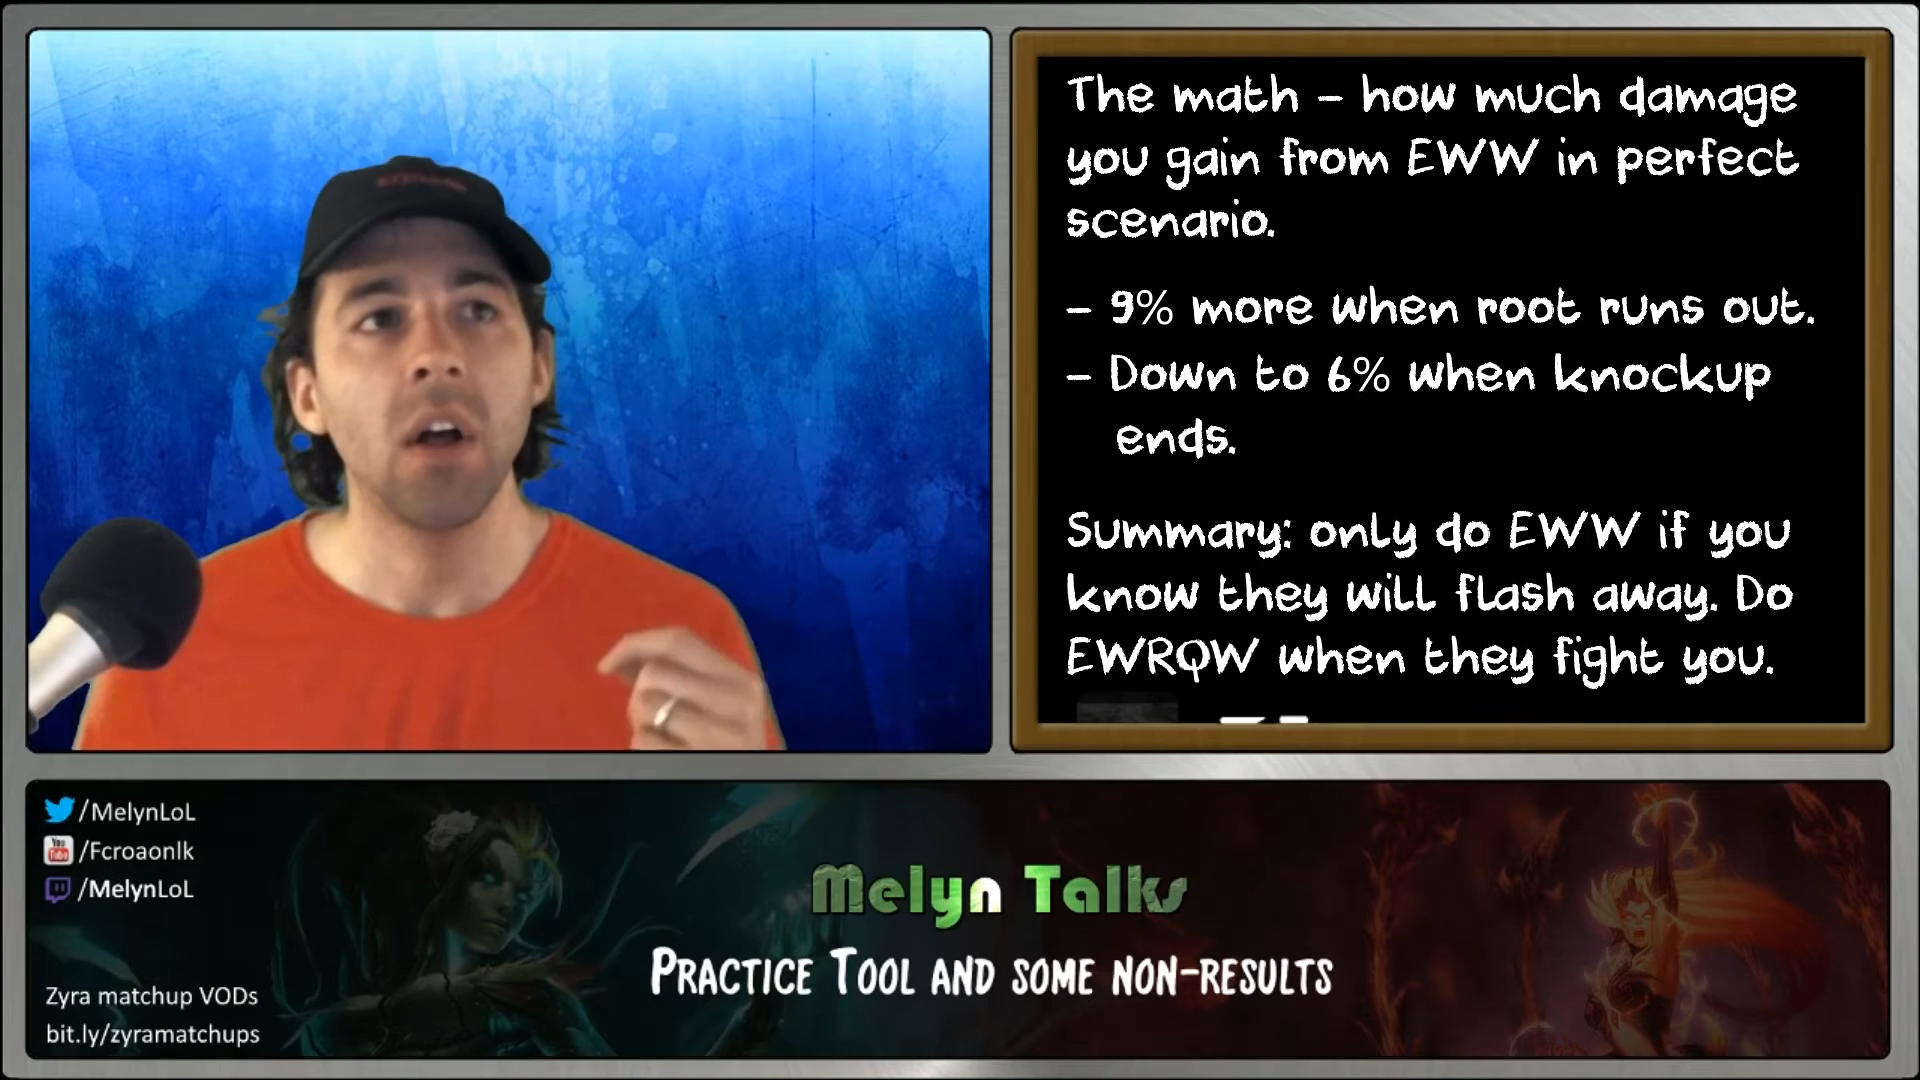 The math – how much damage
you gain from EWW in perfect
scenario.
– 9% more when root runs out.
– Down to 6% when knockup
ends.
Summary: only do EWW if you
know they will flash away. Do
EWRQW when they fight you.
/MelynLoL
You Tube /Fcroaonlk
/MelynLoL
Melyn Talks
Practice Tool and some non-results
Zyra matchup VODs
bit.ly/zyramatchups